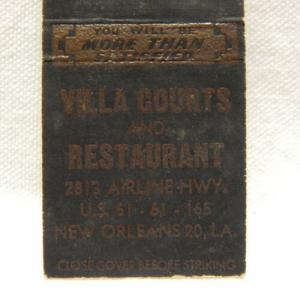 YOU WILL BE
MORE THAN
SATISFIED
VILLA COURTS
AND
RESTAURANT
2813 AIRLINE HWY.
U.S. 51 - 61 - 165
NEW ORLEANS 20, LA.
CLOSE COVER BEFORE STRIKING